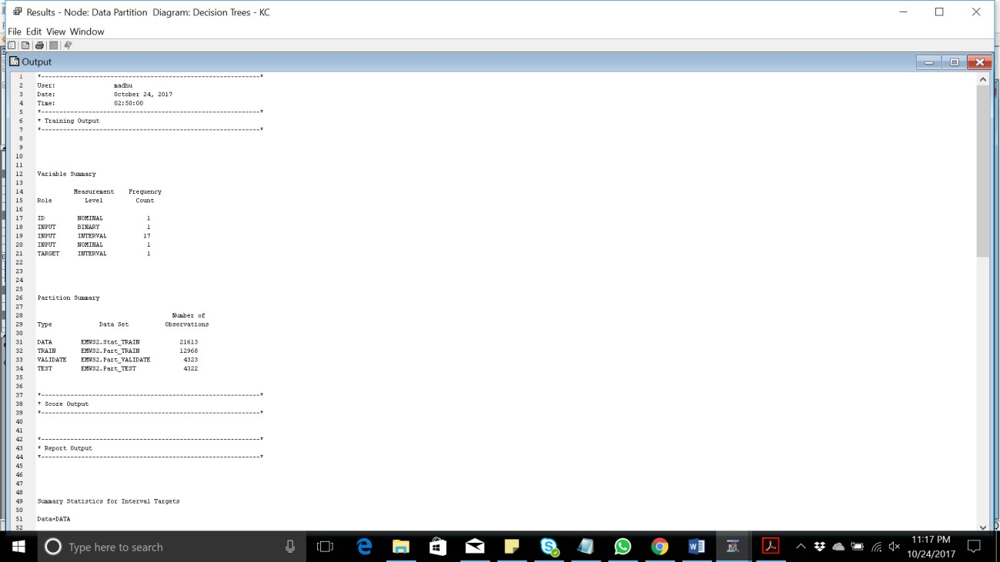 Results - Node: Data Partition Diagram: Decision Trees - KC
File Edit View Window
Output
1 *------------------------------------------------------------*
2 User: madhu
3 Date: October 24, 2017
4 Time: 02:50:00
5 *------------------------------------------------------------*
6 * Training Output
7 *------------------------------------------------------------*
8
9
10
11
12 Variable Summary
13
14 Measurement Frequency
15 Role Level Count
16
17 ID NOMINAL 1
18 INPUT BINARY 1
19 INPUT INTERVAL 17
20 INPUT NOMINAL 1
21 TARGET INTERVAL 1
22
23
24
25
26 Partition Summary
27
28 Number of
29 Type Data Set Observations
30
31 DATA EMWS2.Stat_TRAIN 21613
32 TRAIN EMWS2.Part_TRAIN 12968
33 VALIDATE EMWS2.Part_VALIDATE 4323
34 TEST EMWS2.Part_TEST 4322
35
36
37 *------------------------------------------------------------*
38 * Score Output
39 *------------------------------------------------------------*
40
41
42 *------------------------------------------------------------*
43 * Report Output
44 *------------------------------------------------------------*
45
46
47
48
49 Summary Statistics for Interval Targets
50
51 Data=DATA
52
Type here to search
11:17 PM
10/24/2017